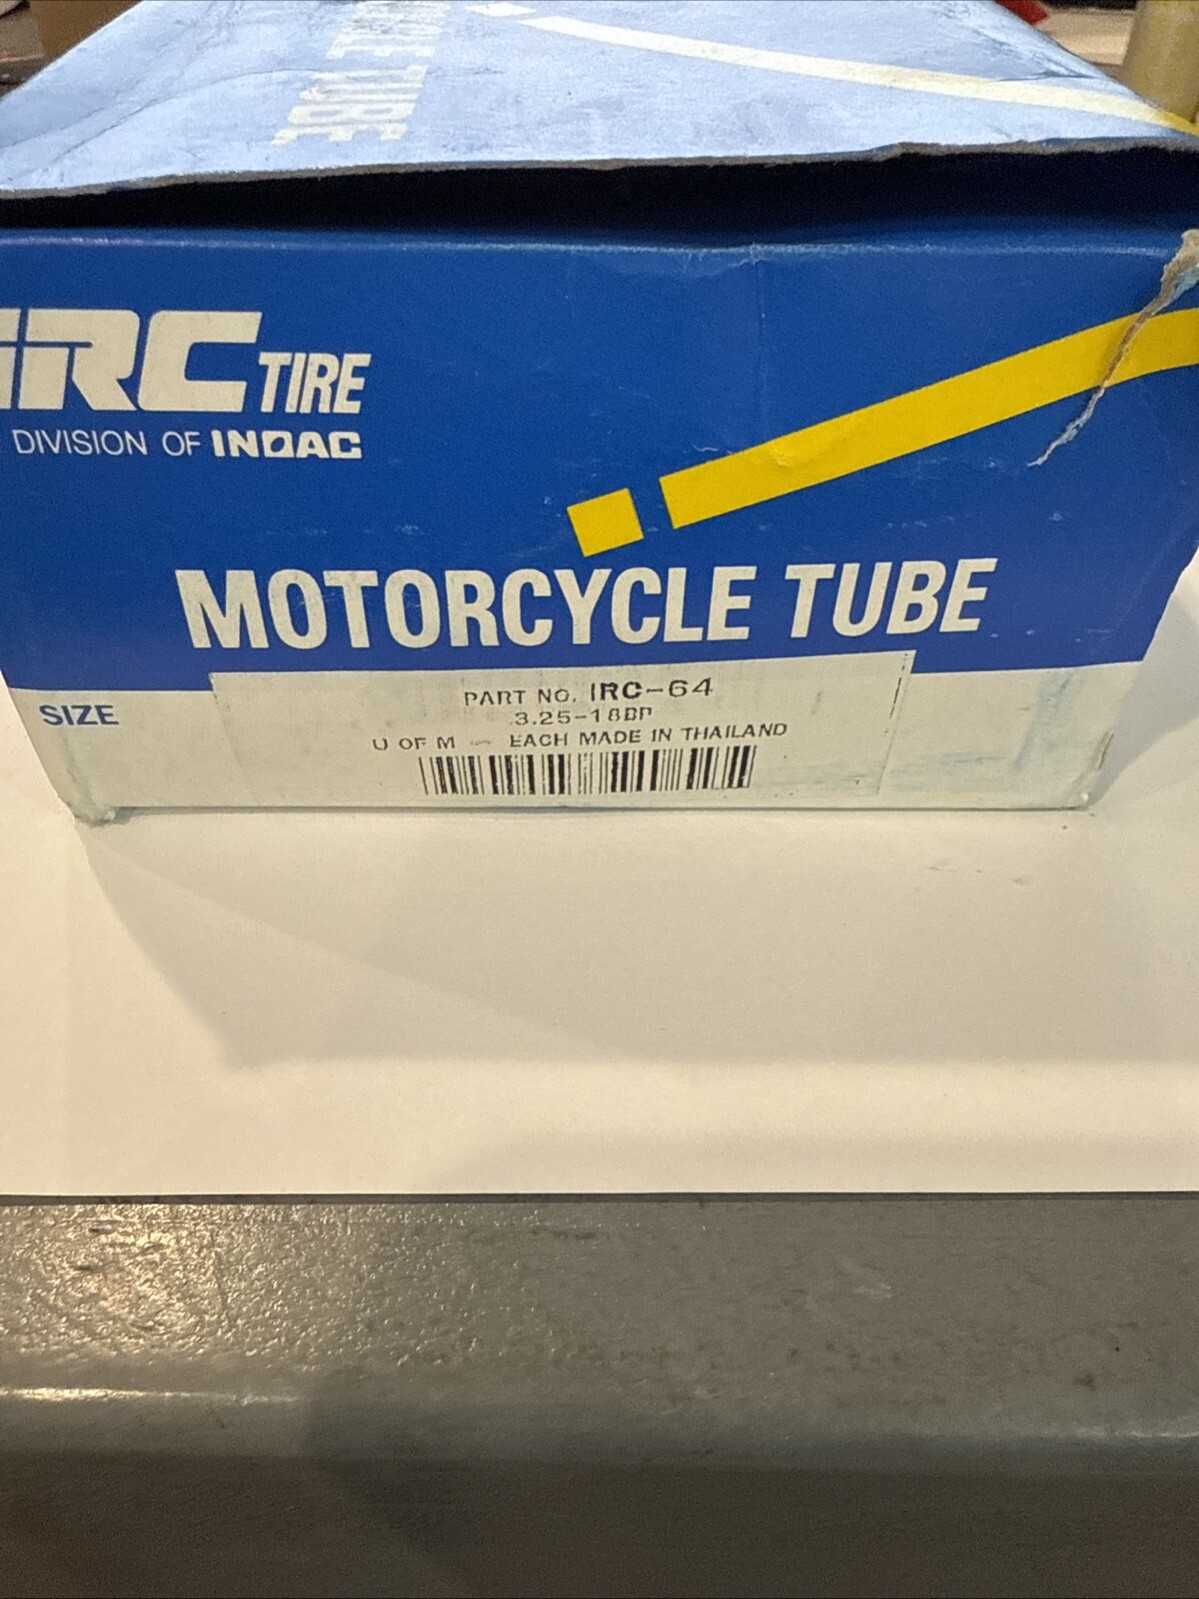 TUBE
IRC TIRE
DIVISION OF INOAC
MOTORCYCLE TUBE
SIZE
PART NO. IRC-64
3.25-18BP
U OF M - EACH MADE IN THAILAND